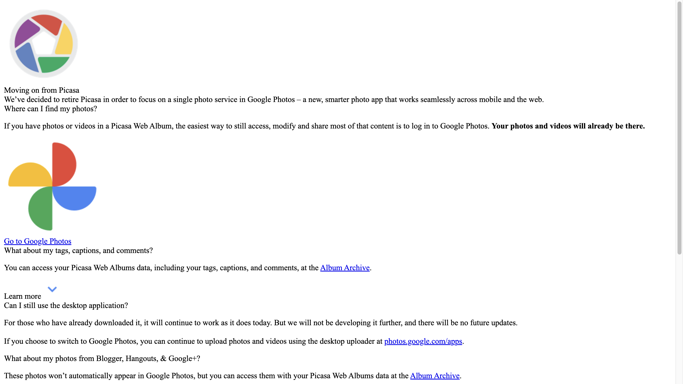 Moving on from Picasa
We've decided to retire Picasa in order to focus on a single photo service in Google Photos – a new, smarter photo app that works seamlessly across mobile and the web.
Where can I find my photos?
If you have photos or videos in a Picasa Web Album, the easiest way to still access, modify and share most of that content is to log in to Google Photos. Your photos and videos will already be there.
Go to Google Photos
What about my tags, captions, and comments?
You can access your Picasa Web Albums data, including your tags, captions, and comments, at the Album Archive.
Learn more
Can I still use the desktop application?
For those who have already downloaded it, it will continue to work as it does today. But we will not be developing it further, and there will be no future updates.
If you choose to switch to Google Photos, you can continue to upload photos and videos using the desktop uploader at photos.google.com/apps.
What about my photos from Blogger, Hangouts, & Google+?
These photos won't automatically appear in Google Photos, but you can access them with your Picasa Web Albums data at the Album Archive.